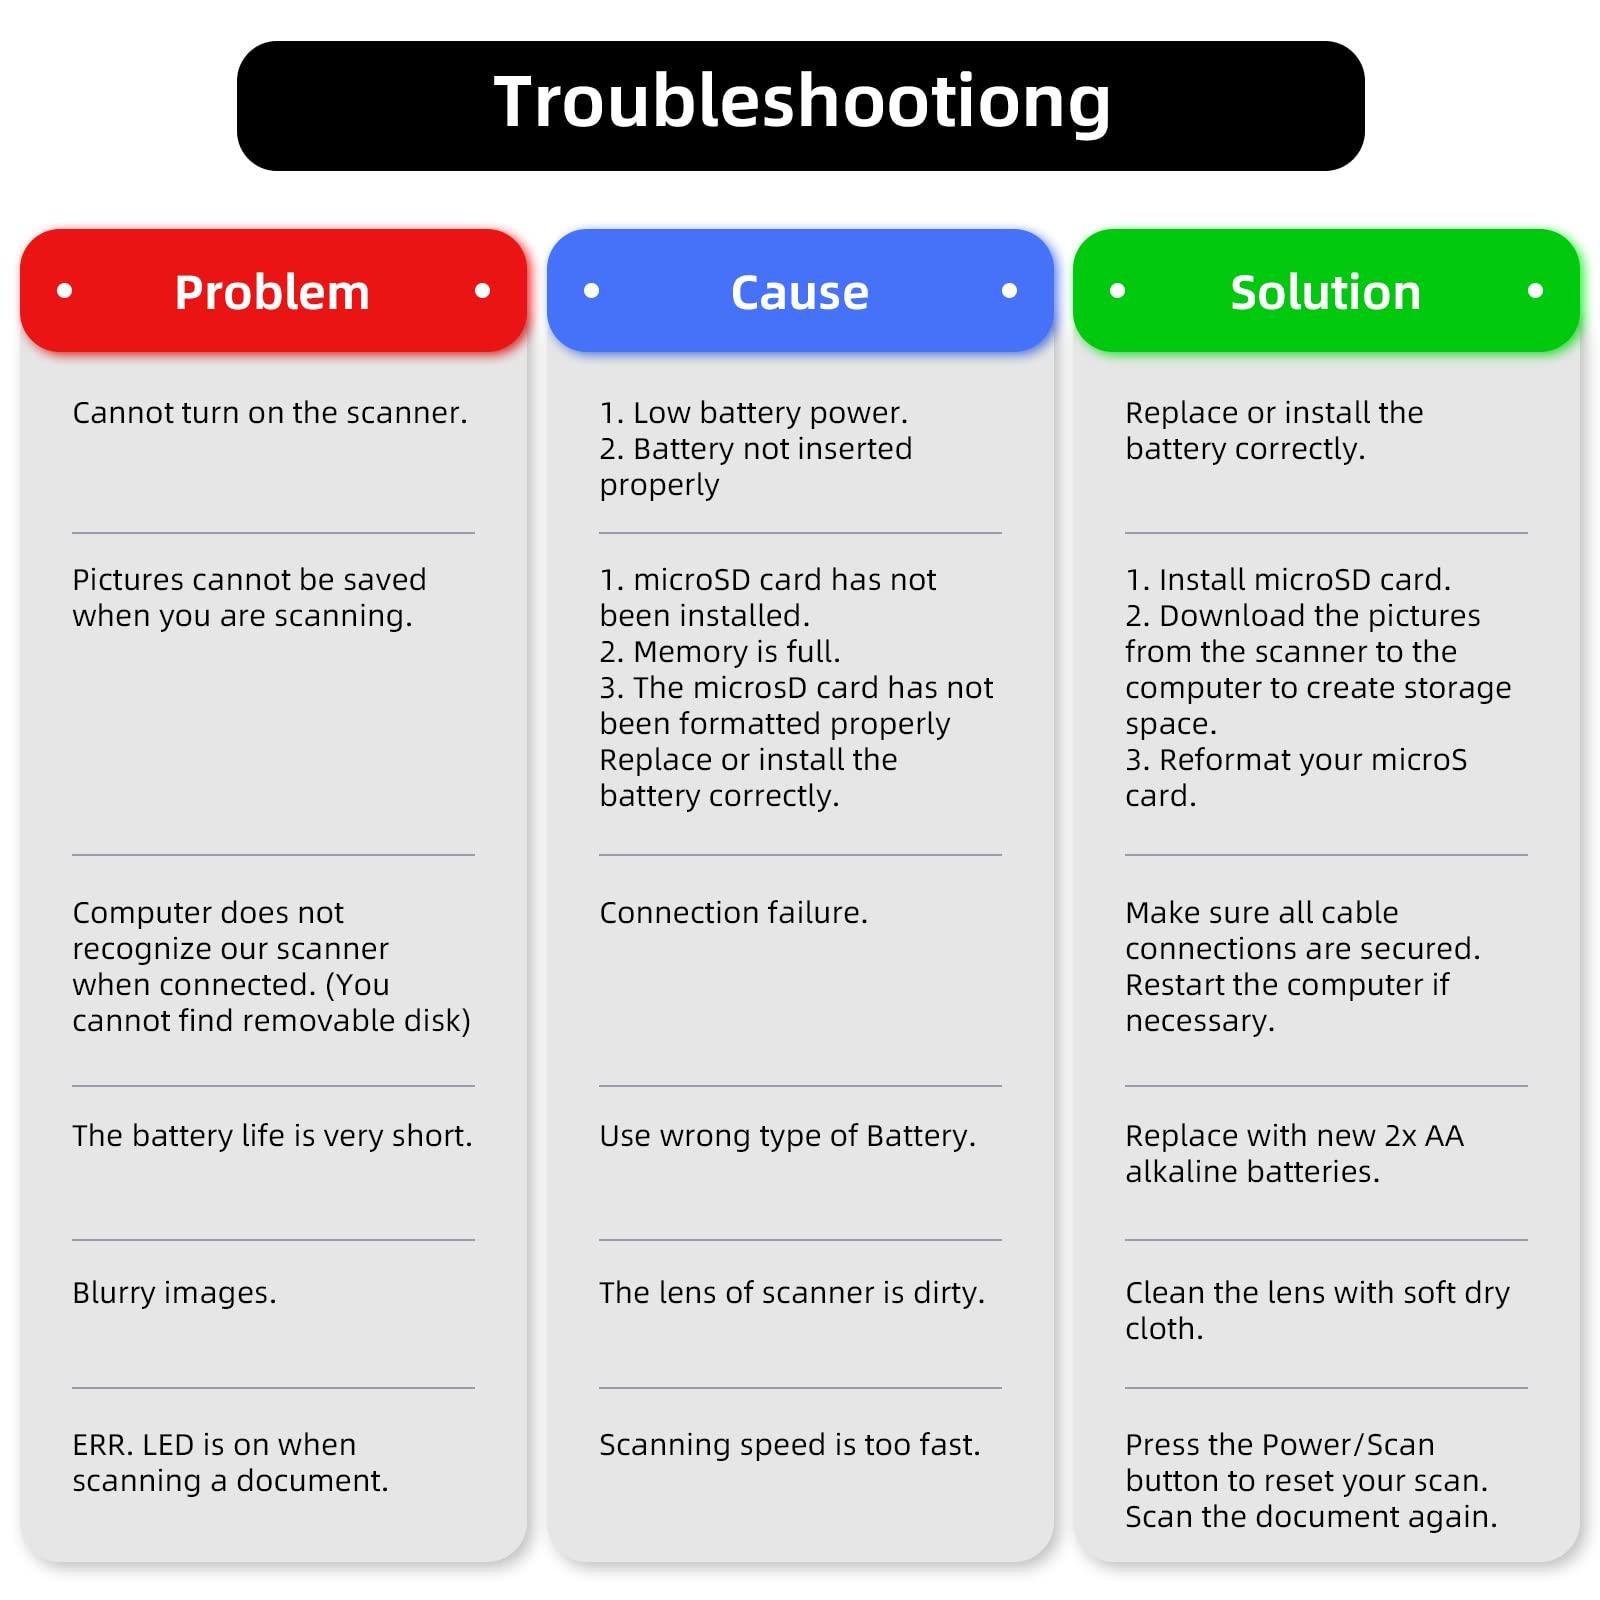 Troubleshootiong
Problem
Cause
Solution
Cannot turn on the scanner.
1. Low battery power.
2. Battery not inserted
properly
Replace or install the
battery correctly.
Pictures cannot be saved
when you are scanning.
1. microSD card has not
been installed.
2. Memory is full.
3. The microsD card has not
been formatted properly
Replace or install the
battery correctly.
1. Install microSD card.
2. Download the pictures
from the scanner to the
computer to create storage
space.
3. Reformat your microS
card.
Computer does not
recognize our scanner
when connected. (You
cannot find removable disk)
Connection failure.
Make sure all cable
connections are secured.
Restart the computer if
necessary.
The battery life is very short.
Use wrong type of Battery.
Replace with new 2x AA
alkaline batteries.
Blurry images.
The lens of scanner is dirty.
Clean the lens with soft dry
cloth.
ERR. LED is on when
scanning a document.
Scanning speed is too fast.
Press the Power/Scan
button to reset your scan.
Scan the document again.